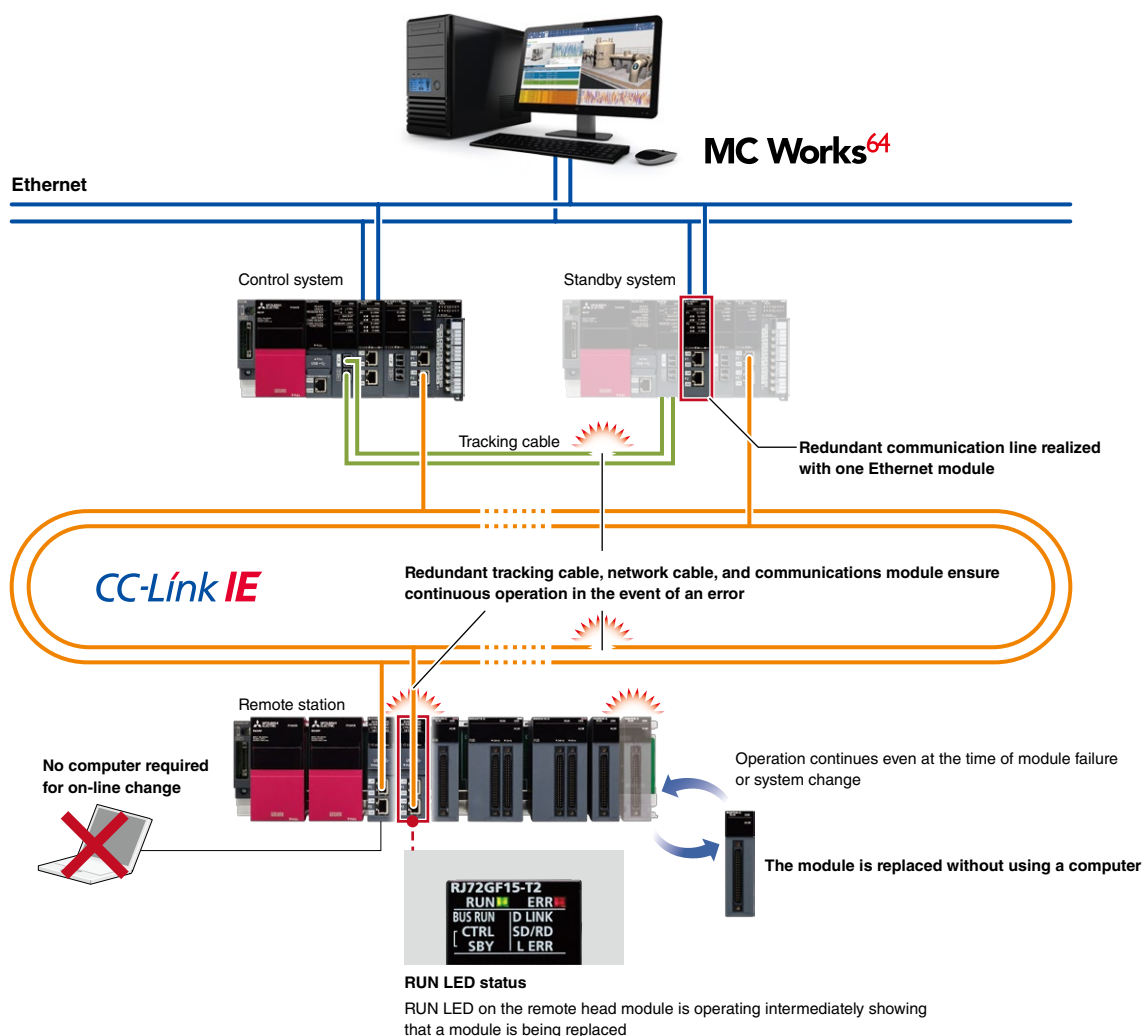 MC Works64
Ethernet
Control system
Standby system
Tracking cable
Redundant communication line realized
with one Ethernet module
CC-Link IE
Redundant tracking cable, network cable, and communications module ensure
continuous operation in the event of an error
Remote station
No computer required
for on-line change
Operation continues even at the time of module failure
or system change
The module is replaced without using a computer
RJ72GF15-T2
RUN ERR
BUS RUN D LINK
CTRL SD/RD
SBY L ERR
RUN LED status
RUN LED on the remote head module is operating intermediately showing
that a module is being replaced